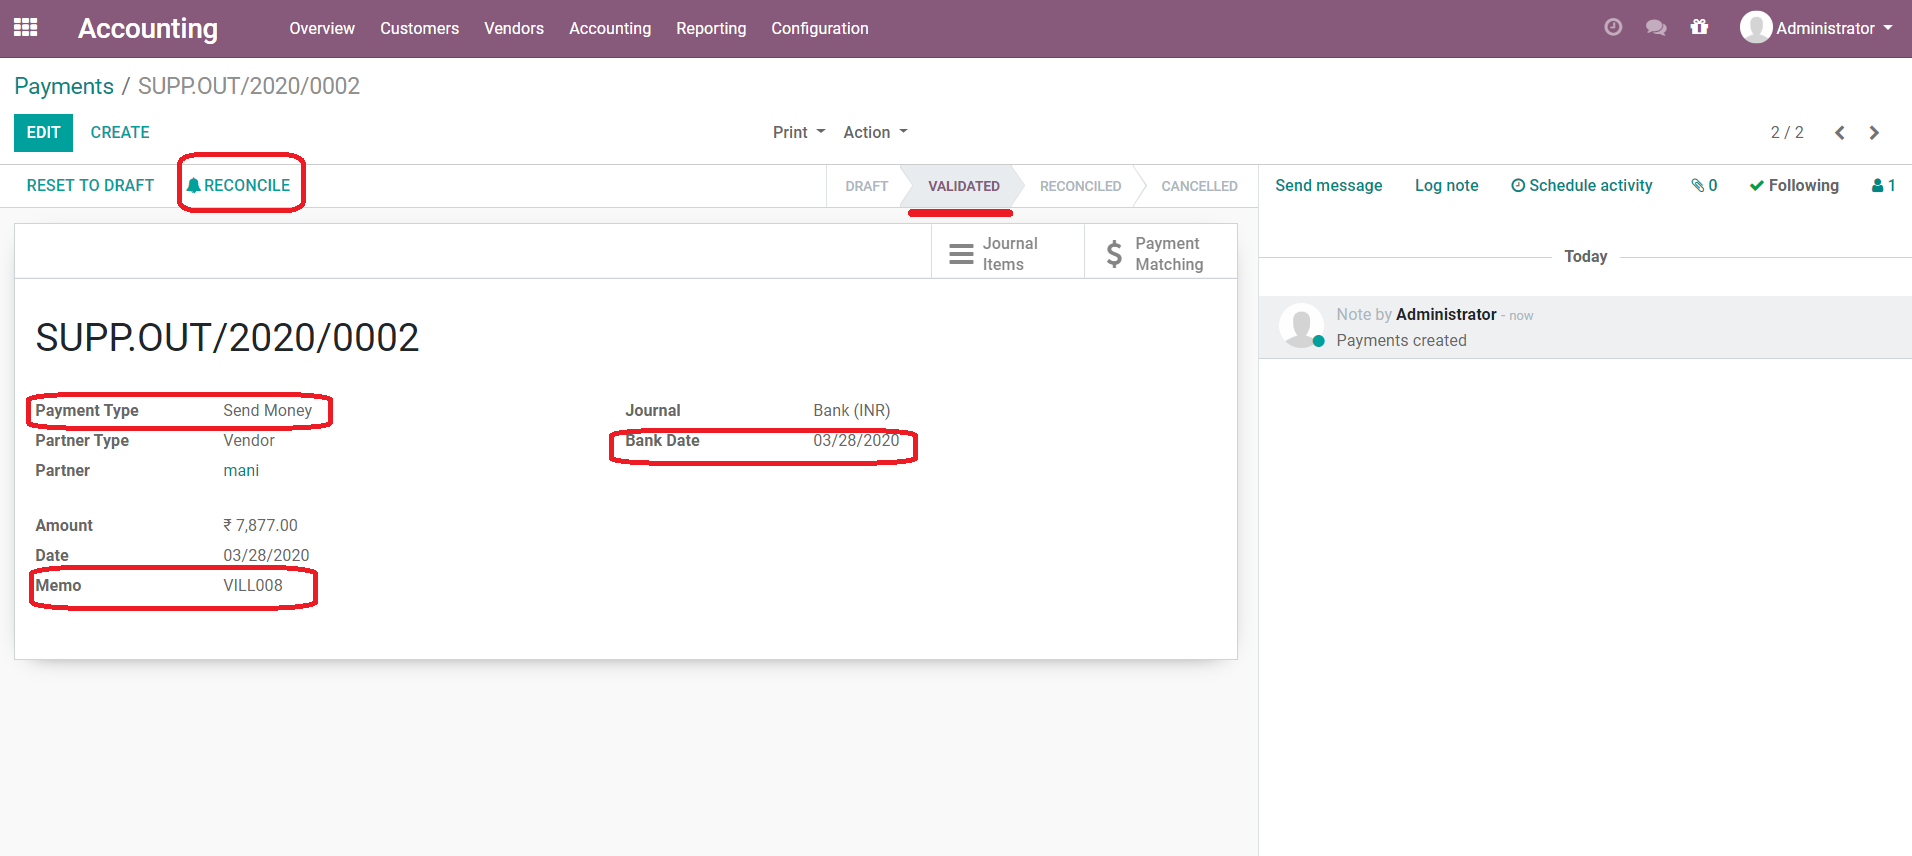 Accounting Overview Customers Vendors Accounting Reporting Configuration Administrator
Payments / SUPP.OUT/2020/0002
EDIT CREATE Print Action 2 / 2
RESET TO DRAFT RECONCILE DRAFT VALIDATED RECONCILED CANCELLED Send message Log note Schedule activity 0 Following 1
Journal Items
Payment Matching
Today
SUPP.OUT/2020/0002
Note by Administrator - now
Payments created
Payment Type Send Money
Partner Type Vendor
Partner mani
Journal Bank (INR)
Bank Date 03/28/2020
Amount ₹ 7,877.00
Date 03/28/2020
Memo VILL008